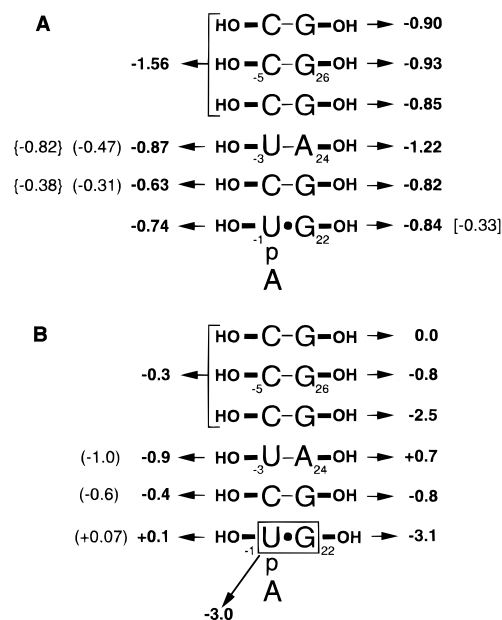 A
HO C–G OH -0.90
-1.56 HO C–G OH -0.93
-5 26
HO C–G OH -0.85
{-0.82} (-0.47) -0.87 HO U–A OH -1.22
-3 24
{-0.38} (-0.31) -0.63 HO C–G OH -0.82
-0.74 HO U•G OH -0.84 [-0.33]
-1 22
p
A
B
HO C–G OH 0.0
-0.3 HO C–G OH -0.8
-5 26
HO C–G OH -2.5
(-1.0) -0.9 HO U–A OH +0.7
-3 24
(-0.6) -0.4 HO C–G OH -0.8
(+0.07) +0.1 HO U•G OH -3.1
-1 22
p
A
-3.0